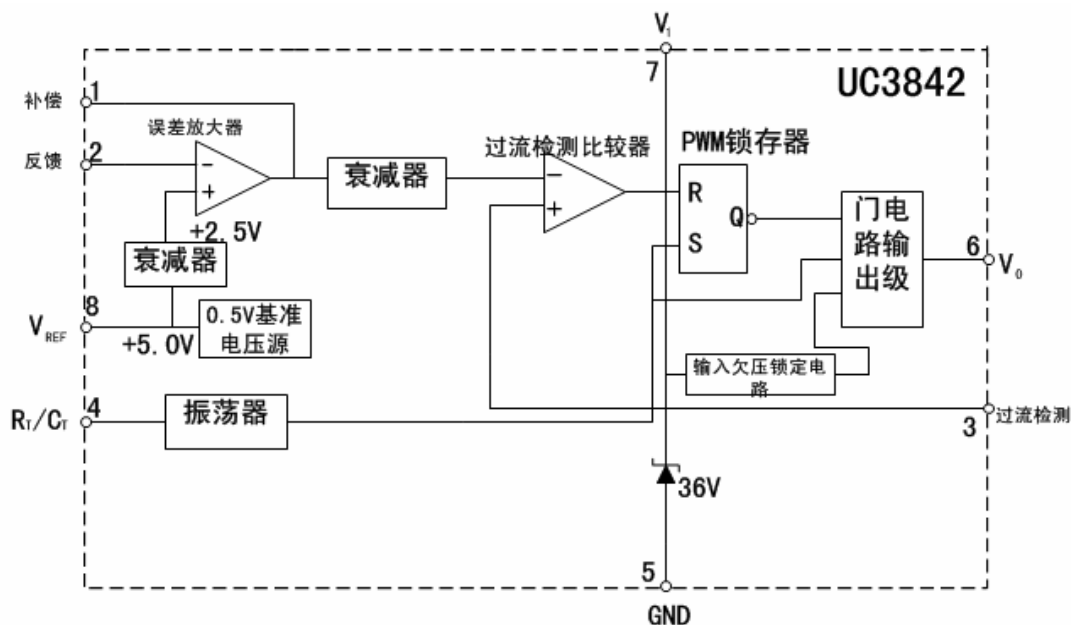 V₁
7
UC3842
补偿
1
误差放大器
过流检测比较器
PWM锁存器
反馈
2
-
+
衰减器
-
+
R
S
Q
门电
路输
出级
6
V₀
+2.5V
衰减器
8
V_REF
+5.0V
0.5V基准
电压源
输入欠压锁定电
路
R_T/C_T
4
振荡器
3
过流检测
36V
5
GND